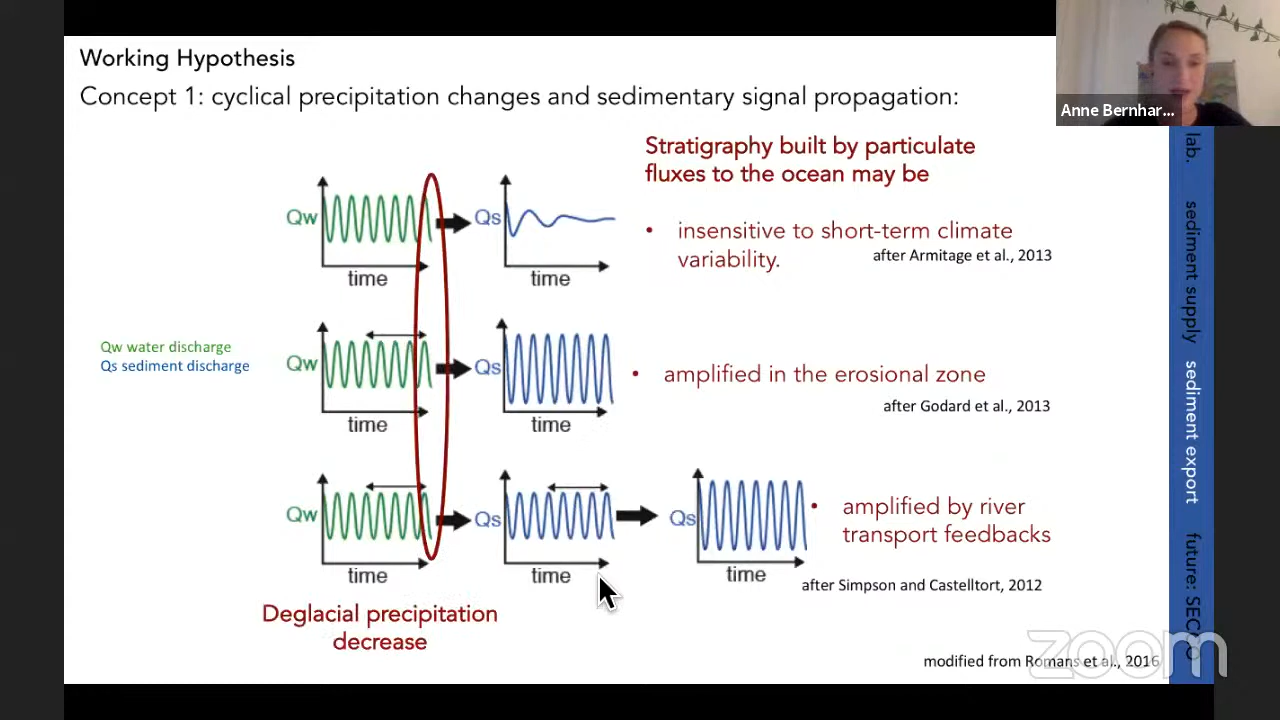 Working Hypothesis
Concept 1: cyclical precipitation changes and sedimentary signal propagation:
Anne Bernhar...
Stratigraphy built by particulate
fluxes to the ocean may be
Qw
time
Qs
time
• insensitive to short-term climate
variability.
after Armitage et al., 2013
Qw water discharge
Qs sediment discharge
Qw
time
Qs
time
• amplified in the erosional zone
after Godard et al., 2013
Qw
time
Qs
time
Qs
time
• amplified by river
transport feedbacks
after Simpson and Castelltort, 2012
Deglacial precipitation
decrease
modified from Romans et al., 2016
lab.
sediment supply
sediment export
future:
zoom